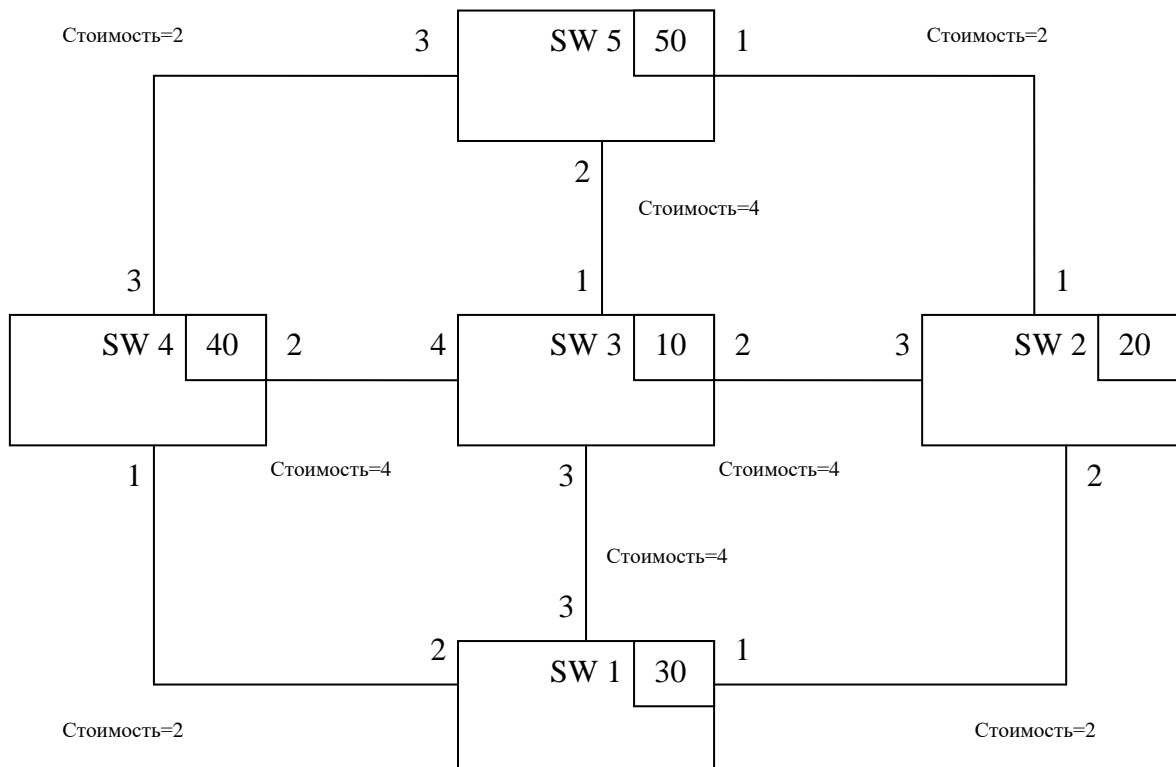 Стоимость=2 3 SW 5 50 1 Стоимость=2
2
Стоимость=4
3 1 1
SW 4 40 2 4 SW 3 10 2 3 SW 2 20
1 Стоимость=4 3 Стоимость=4 2
Стоимость=4
3
2 SW 1 30 1
Стоимость=2 Стоимость=2